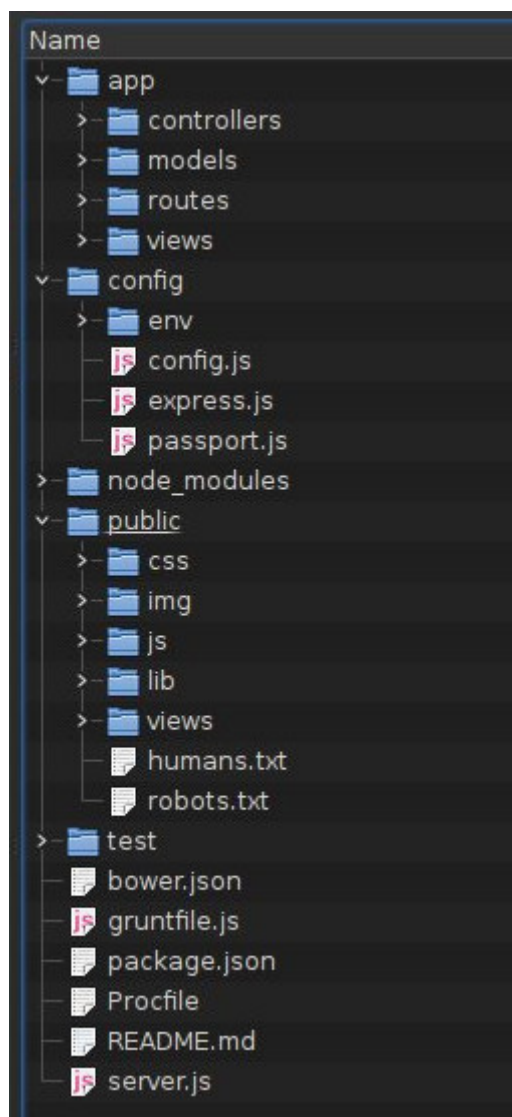 Name
app
controllers
models
routes
views
config
env
config.js
express.js
passport.js
node_modules
public
css
img
js
lib
views
humans.txt
robots.txt
test
bower.json
gruntfile.js
package.json
Procfile
README.md
server.js